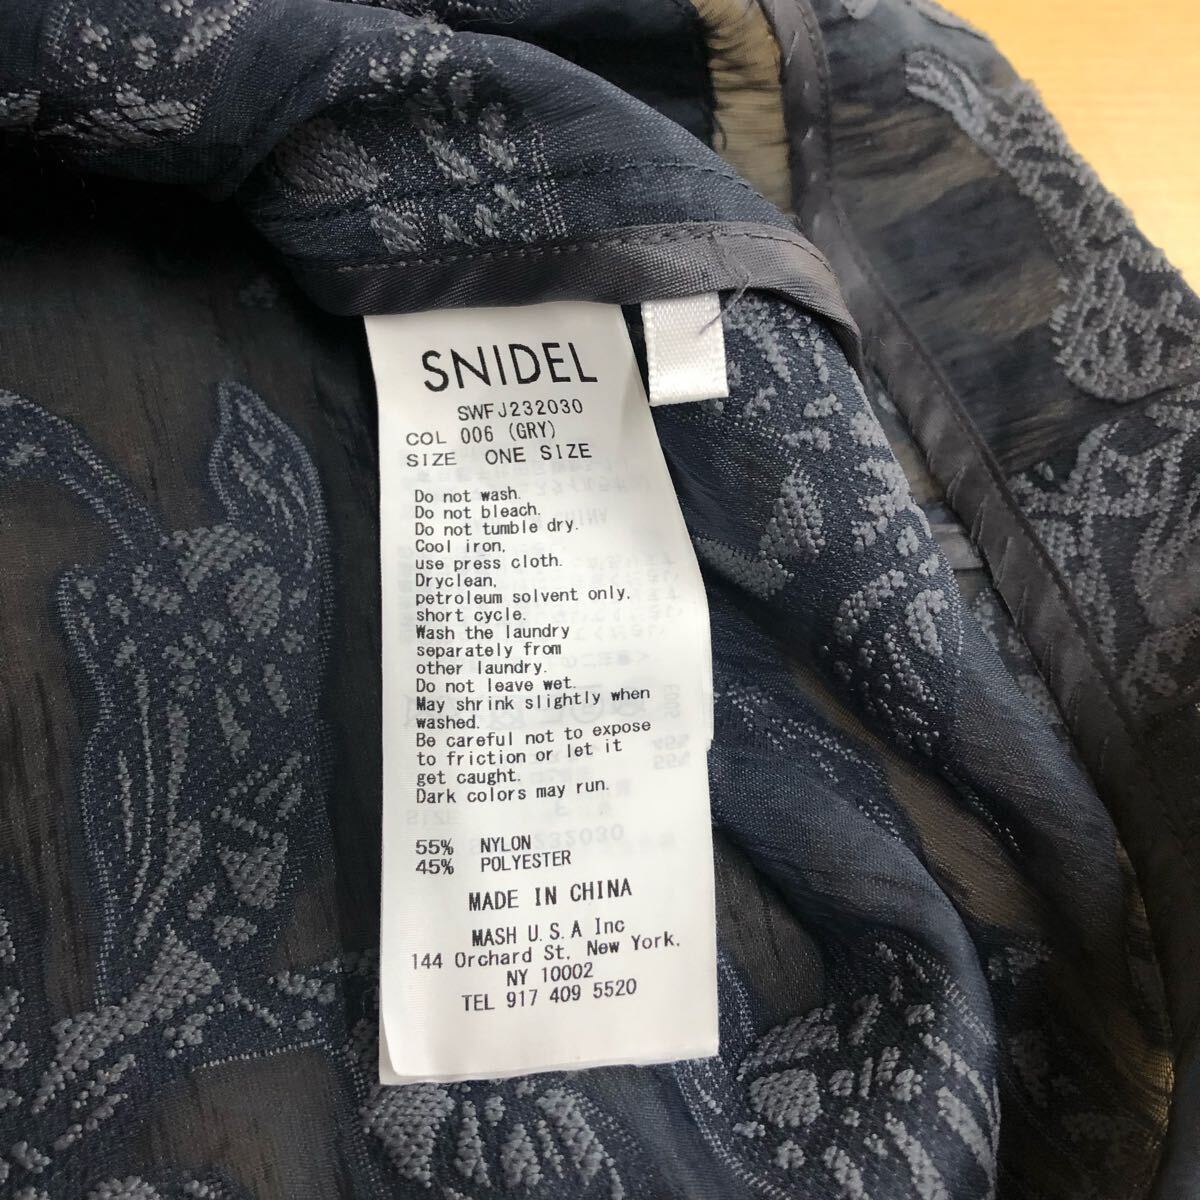 SNIDEL
SWFJ232030
COL 006 (GRY)
SIZE ONE SIZE
Do not wash.
Do not bleach.
Do not tumble dry.
Cool iron,
use press cloth.
Dryclean,
petroleum solvent only.
short cycle.
Wash the laundry
separately from
other laundry.
Do not leave wet.
May shrink slightly when
washed.
Be careful not to expose
to friction or let it
get caught.
Dark colors may run.
55% NYLON
45% POLYESTER
MADE IN CHINA
MASH U.S.A Inc
144 Orchard St, New York,
NY 10002
TEL 917 409 5520